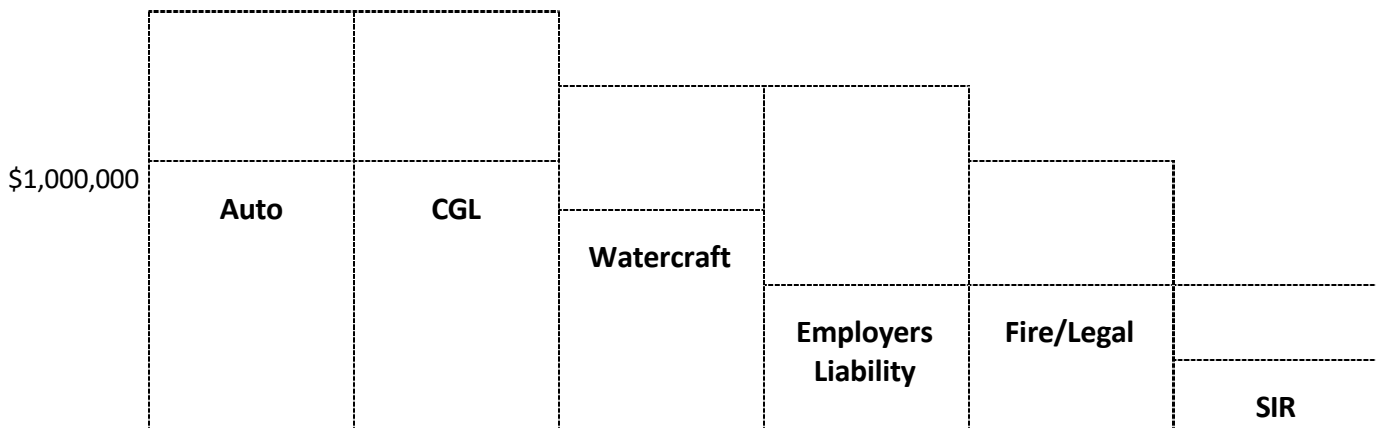 $1,000,000
Auto
CGL
Watercraft
Employers
Liability
Fire/Legal
SIR